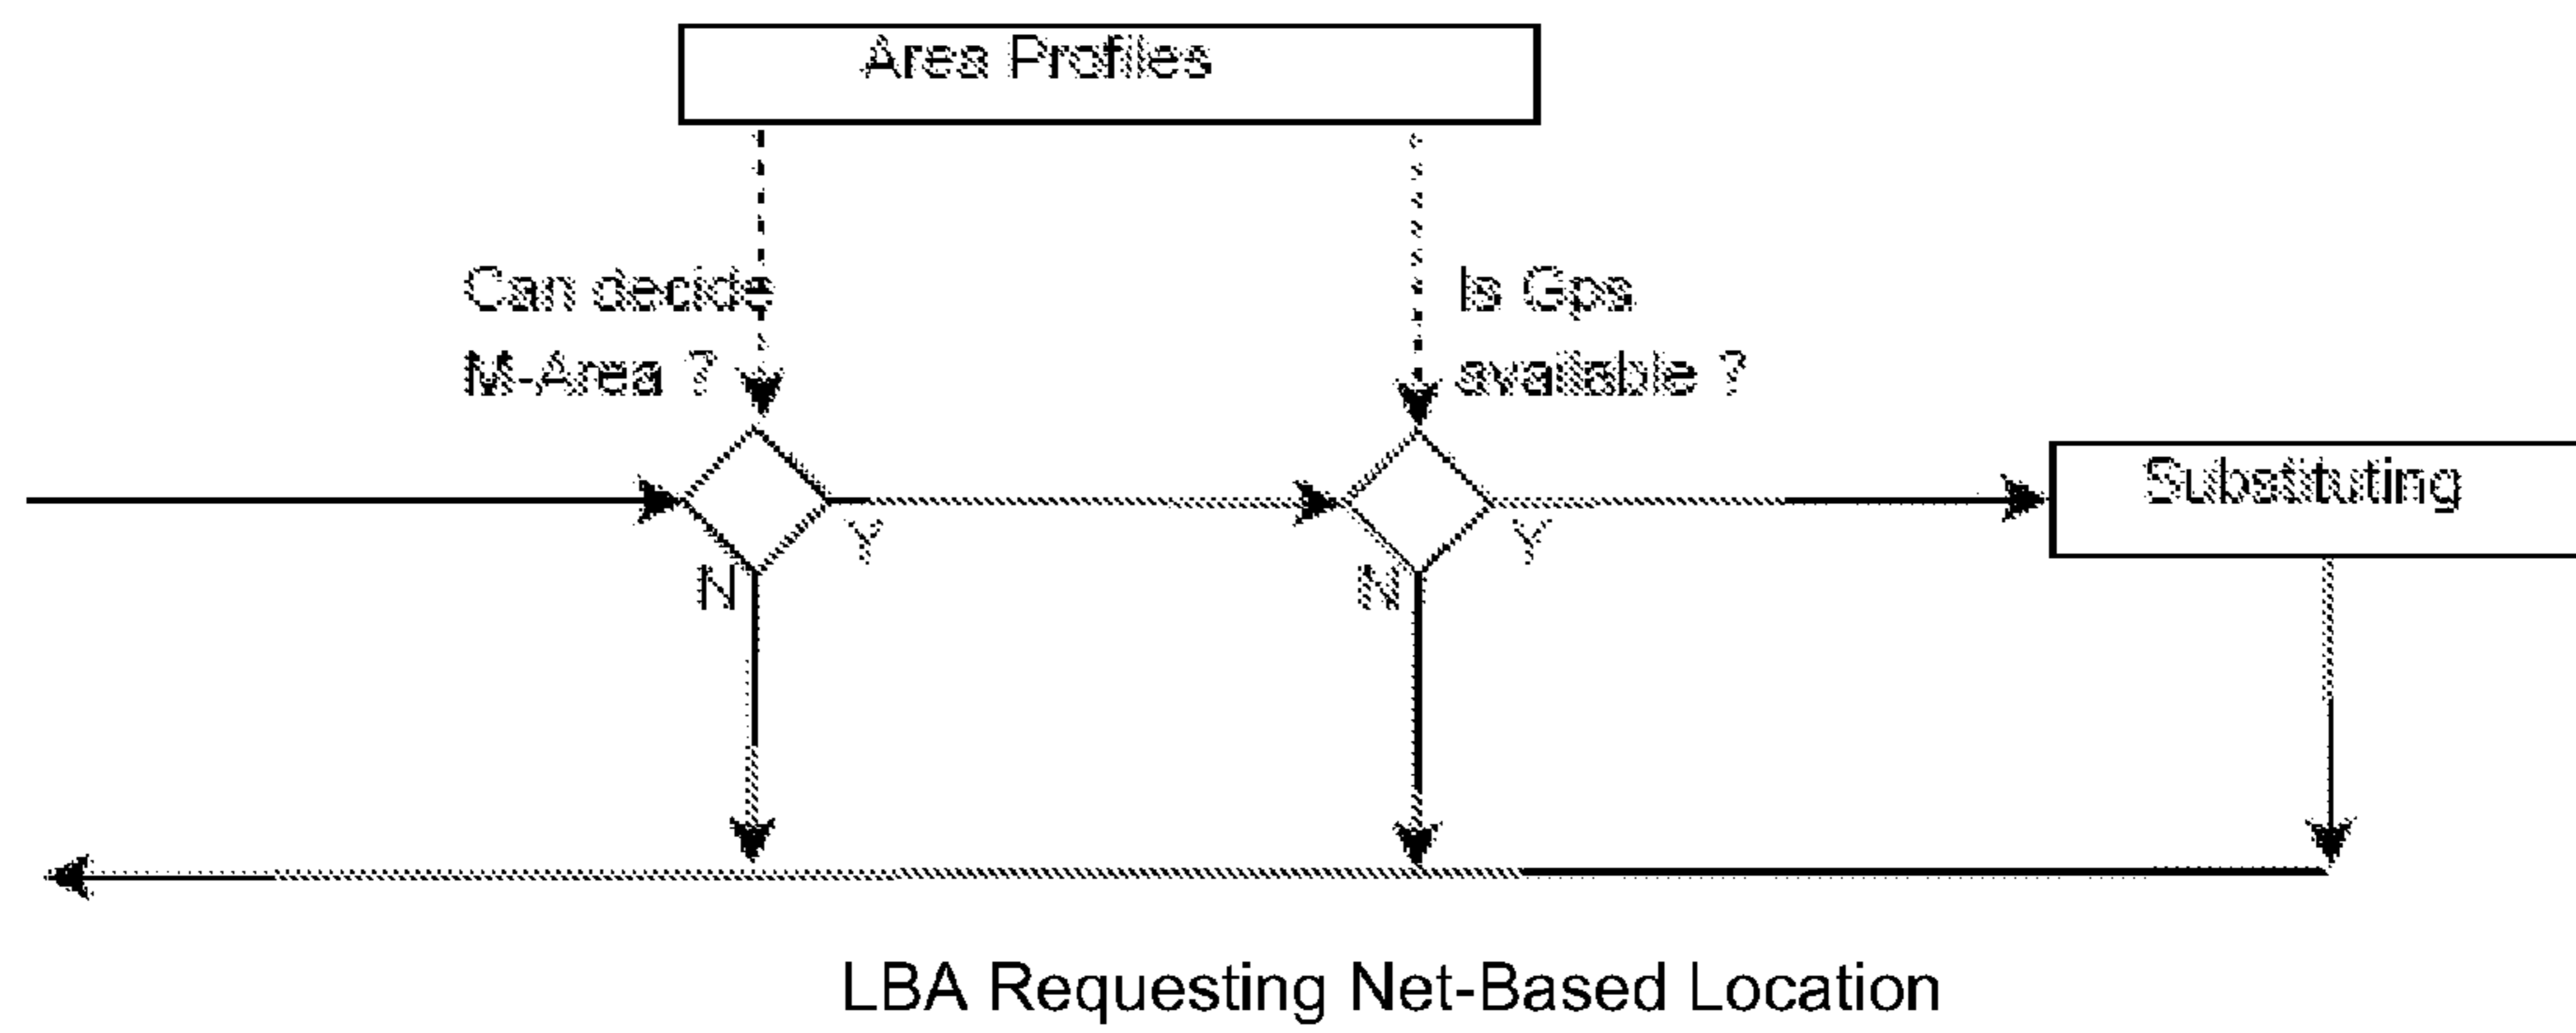 Area Profiles
Can decide
M-Area ?
Is Gps
available ?
Substituting
Y
N
Y
N
LBA Requesting Net-Based Location